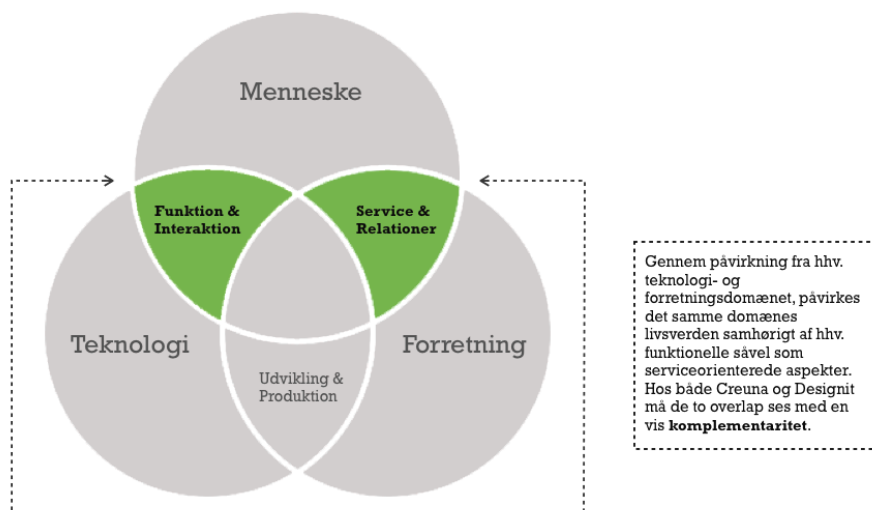 Menneske
Funktion &
Interaktion
Service &
Relationer
Teknologi
Forretning
Udvikling &
Produktion
Gennem påvirkning fra hhv.
teknologi- og
forretningsdomænet, påvirkes
det samme domænes
livsverden samhørigt af hhv.
funktionelle såvel som
serviceorienterede aspekter.
Hos både Creuna og Designit
må de to overlap ses med en
vis komplementaritet.